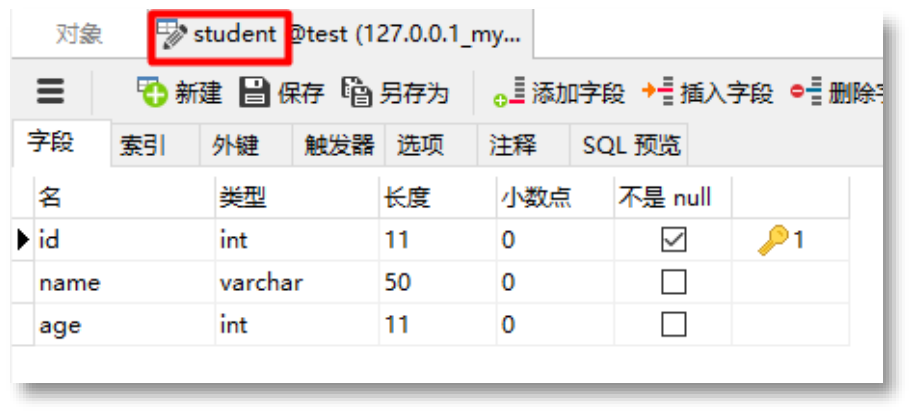 对象 student @test (127.0.0.1_my...
新建 保存 另存为 添加字段 插入字段 删除
字段 索引 外键 触发器 选项 注释 SQL 预览
名 类型 长度 小数点 不是 null
id int 11 0 1
name varchar 50 0
age int 11 0